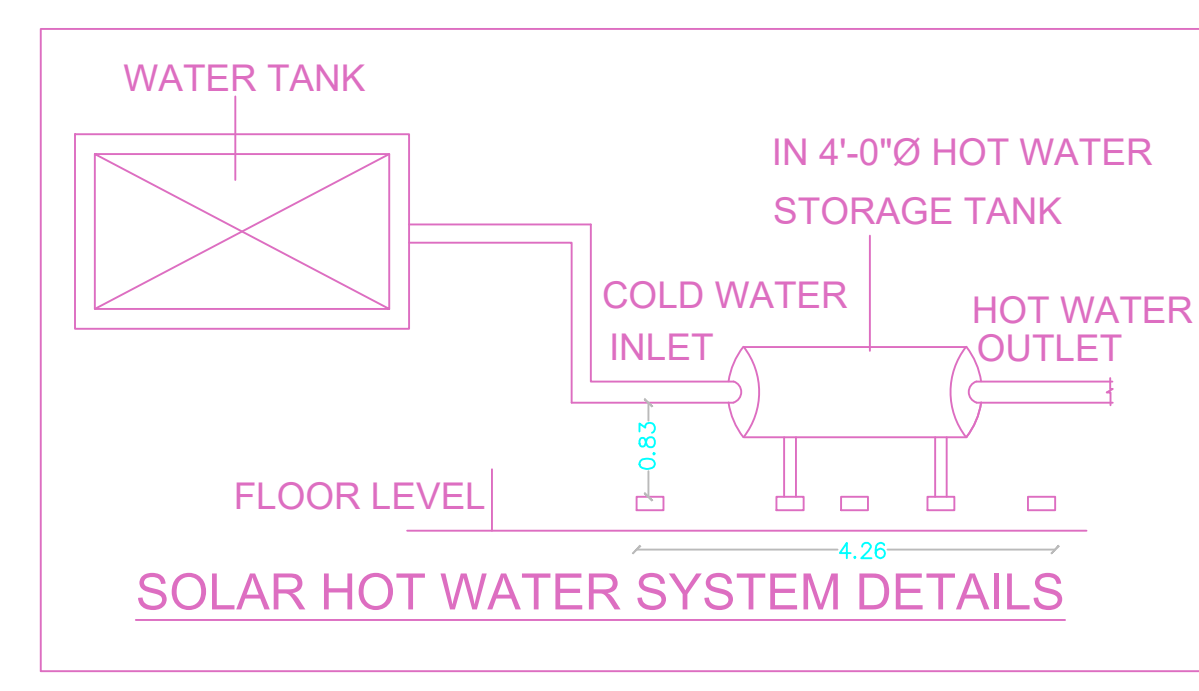 WATER TANK
IN 4'-0"Ø HOT WATER
STORAGE TANK
COLD WATER
INLET
HOT WATER
OUTLET
0.83
FLOOR LEVEL
4.26
SOLAR HOT WATER SYSTEM DETAILS